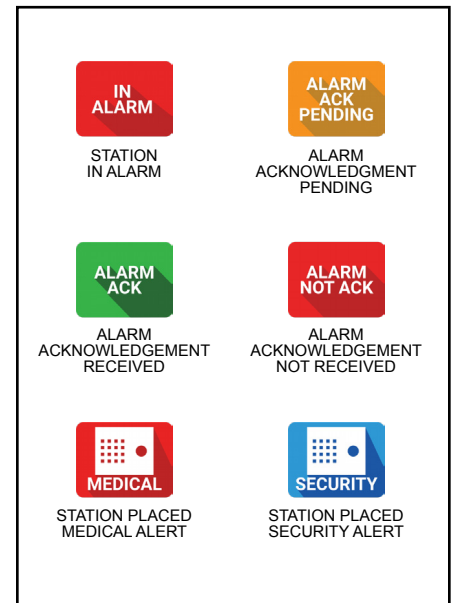 IN
ALARM
STATION
IN ALARM
ALARM
ACK
PENDING
ALARM
ACKNOWLEDGMENT
PENDING
ALARM
ACK
ALARM
ACKNOWLEDGEMENT
RECEIVED
ALARM
NOT ACK
ALARM
ACKNOWLEDGEMENT
NOT RECEIVED
MEDICAL
STATION PLACED
MEDICAL ALERT
SECURITY
STATION PLACED
SECURITY ALERT